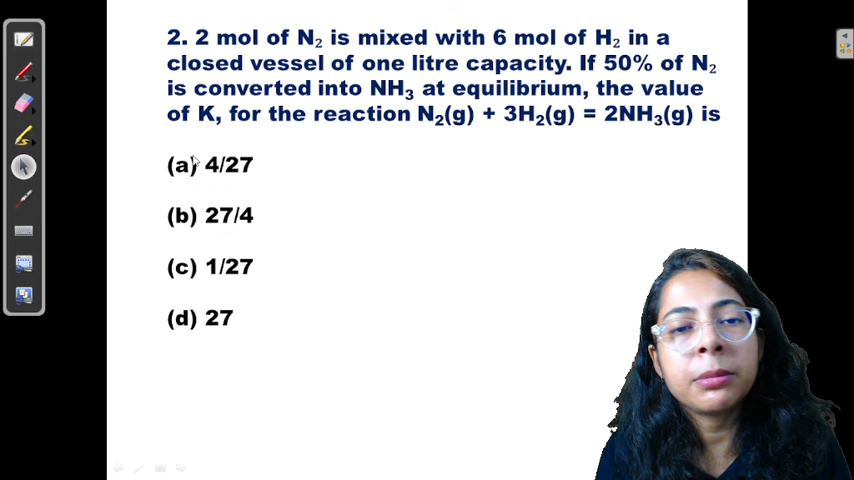 2. 2 mol of N₂ is mixed with 6 mol of H₂ in a
closed vessel of one litre capacity. If 50% of N₂
is converted into NH₃ at equilibrium, the value
of K, for the reaction N₂(g) + 3H₂(g) = 2NH₃(g) is
(a) 4/27
(b) 27/4
(c) 1/27
(d) 27